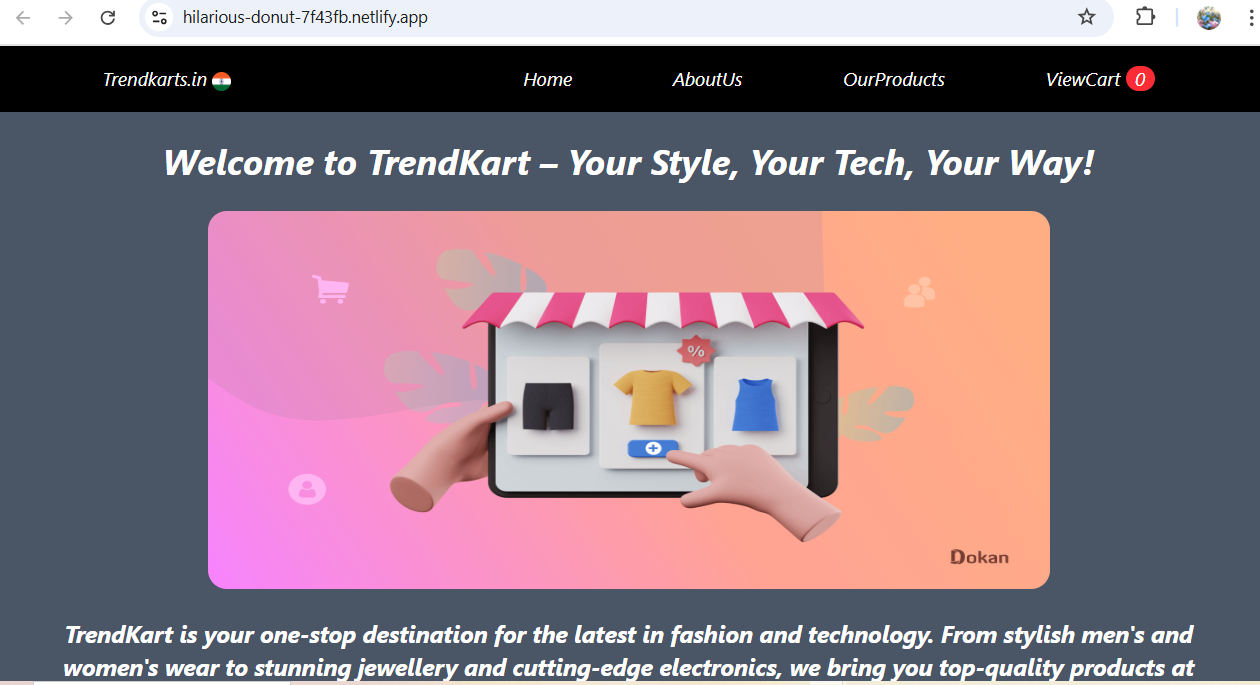 hilarious-donut-7f43fb.netlify.app
Trendkarts.in Home AboutUs OurProducts ViewCart 0
Welcome to TrendKart – Your Style, Your Tech, Your Way!
%
Dokan
TrendKart is your one-stop destination for the latest in fashion and technology. From stylish men's and
women's wear to stunning jewellery and cutting-edge electronics, we bring you top-quality products at